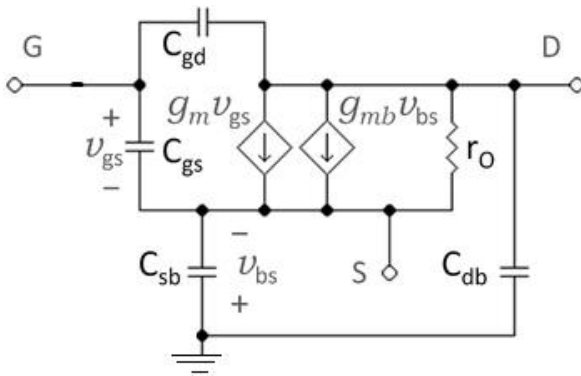 G
C_gd
D
+
v_gs
−
C_gs
g_m v_gs
g_mb v_bs
r_O
C_sb
−
v_bs
+
S
C_db